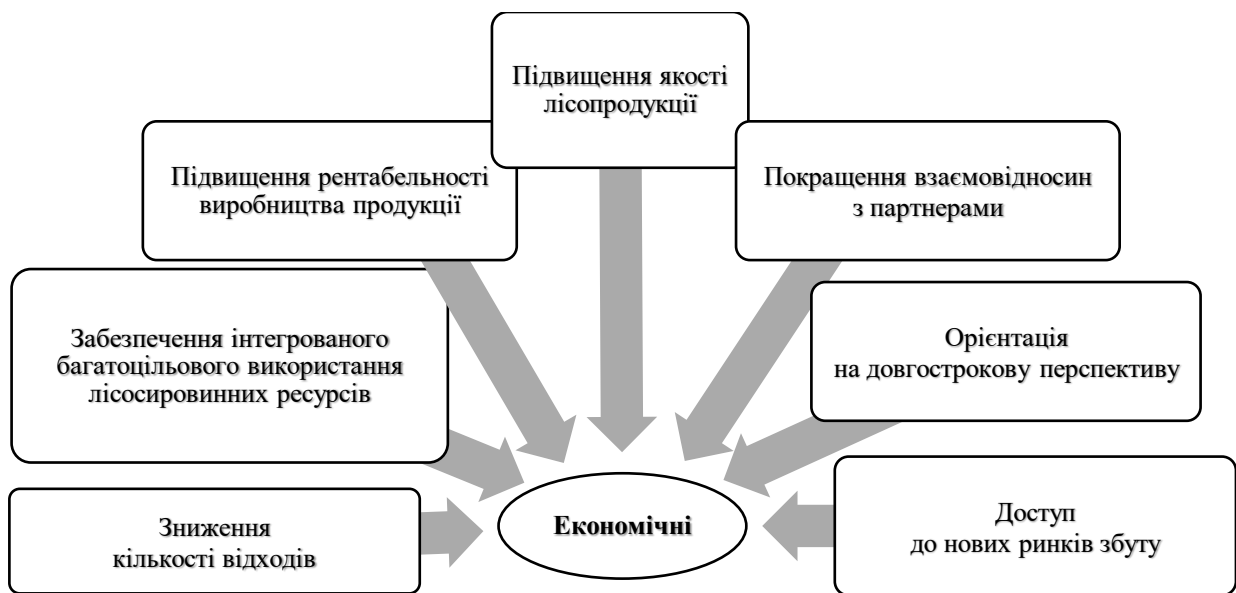 Підвищення якості
лісопродукції
Підвищення рентабельності
виробництва продукції
Покращення взаємовідносин
з партнерами
Забезпечення інтегрованого
багатоцільового використання
лісосировинних ресурсів
Орієнтація
на довгострокову перспективу
Зниження
кількості відходів
Економічні
Доступ
до нових ринків збуту